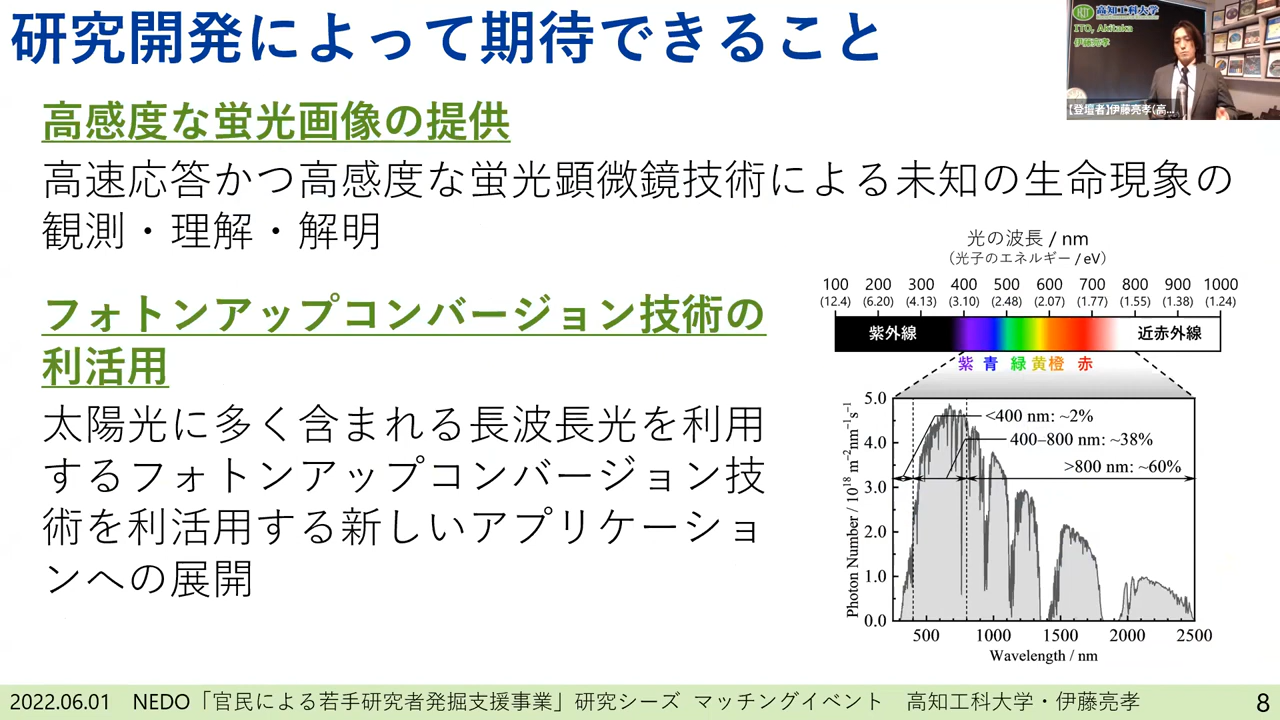 研究開発によって期待できること
高知工科大学
ITO, Akitaka
伊藤亮孝
【登壇者】伊藤亮孝(高...
高感度な蛍光画像の提供
高速応答かつ高感度な蛍光顕微鏡技術による未知の生命現象の
観測・理解・解明
フォトンアップコンバージョン技術の
利活用
太陽光に多く含まれる長波長光を利用
するフォトンアップコンバージョン技
術を利活用する新しいアプリケーショ
ンへの展開
光の波長 / nm
(光子のエネルギー / eV)
100 200 300 400 500 600 700 800 900 1000
(12.4) (6.20) (4.13) (3.10) (2.48) (2.07) (1.77) (1.55) (1.38) (1.24)
紫外線 近赤外線
紫 青 緑 黄 橙 赤
Photon Number / 10¹⁸ m⁻²nm⁻¹s⁻¹
5.0
4.0
3.0
2.0
1.0
0.0
<400 nm: ~2%
400–800 nm: ~38%
>800 nm: ~60%
500 1000 1500 2000 2500
Wavelength / nm
2022.06.01 NEDO「官民による若手研究者発掘支援事業」研究シーズ マッチングイベント 高知工科大学・伊藤亮孝 8